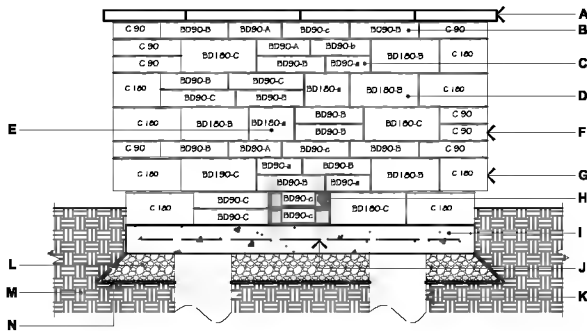 A
C 90 BD90-B BD90-A BD90-c BD90-B C 90 B
C 90 BD180-C BD90-A BD90-b BD180-B C 180
C 90 BD90-B BD90-a C
C 180 BD90-B BD90-C BD180-a BD180-B C 180
BD90-C BD90-B D
E C 180 BD180-B BD180-a BD90-B BD180-C C 90
BD90-B C 90 F
C 90 BD90-B BD90-A BD90-c BD90-B C 90
C 180 BD190-C BD90-a BD90-B BD180-B C 180 G
BD90-B BD90-a
C 180 BD90-C BD90-c BD180-C C 180 H
BD90-C BD90-c
I
L J
M K
N